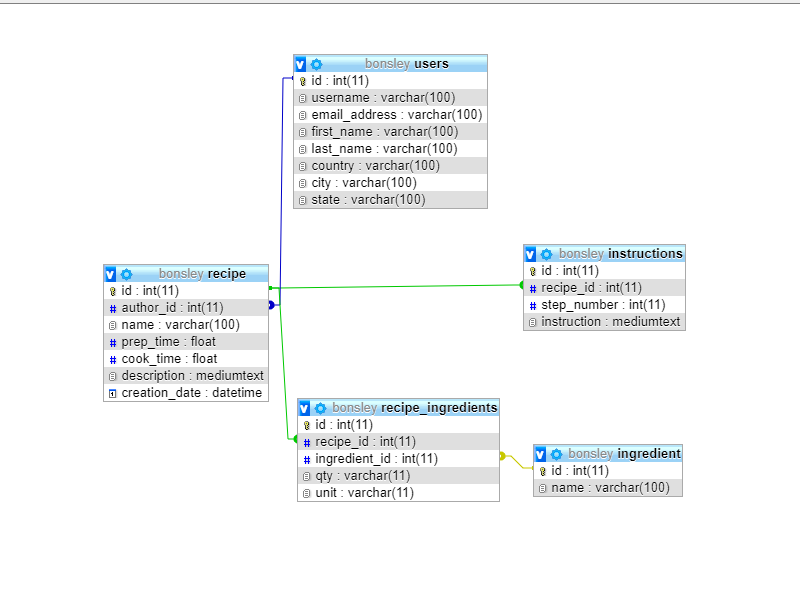 bonsley users
id : int(11)
username : varchar(100)
email_address : varchar(100)
first_name : varchar(100)
last_name : varchar(100)
country : varchar(100)
city : varchar(100)
state : varchar(100)
bonsley recipe
id : int(11)
author_id : int(11)
name : varchar(100)
prep_time : float
cook_time : float
description : mediumtext
creation_date : datetime
bonsley instructions
id : int(11)
recipe_id : int(11)
step_number : int(11)
instruction : mediumtext
bonsley recipe_ingredients
id : int(11)
recipe_id : int(11)
ingredient_id : int(11)
qty : varchar(11)
unit : varchar(11)
bonsley ingredient
id : int(11)
name : varchar(100)